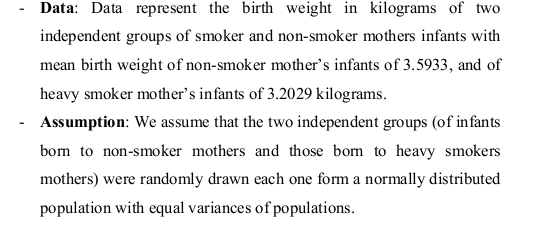 - Data: Data represent the birth weight in kilograms of two
independent groups of smoker and non-smoker mothers infants with
mean birth weight of non-smoker mother's infants of 3.5933, and of
heavy smoker mother's infants of 3.2029 kilograms.
- Assumption: We assume that the two independent groups (of infants
born to non-smoker mothers and those born to heavy smokers
mothers) were randomly drawn each one form a normally distributed
population with equal variances of populations.